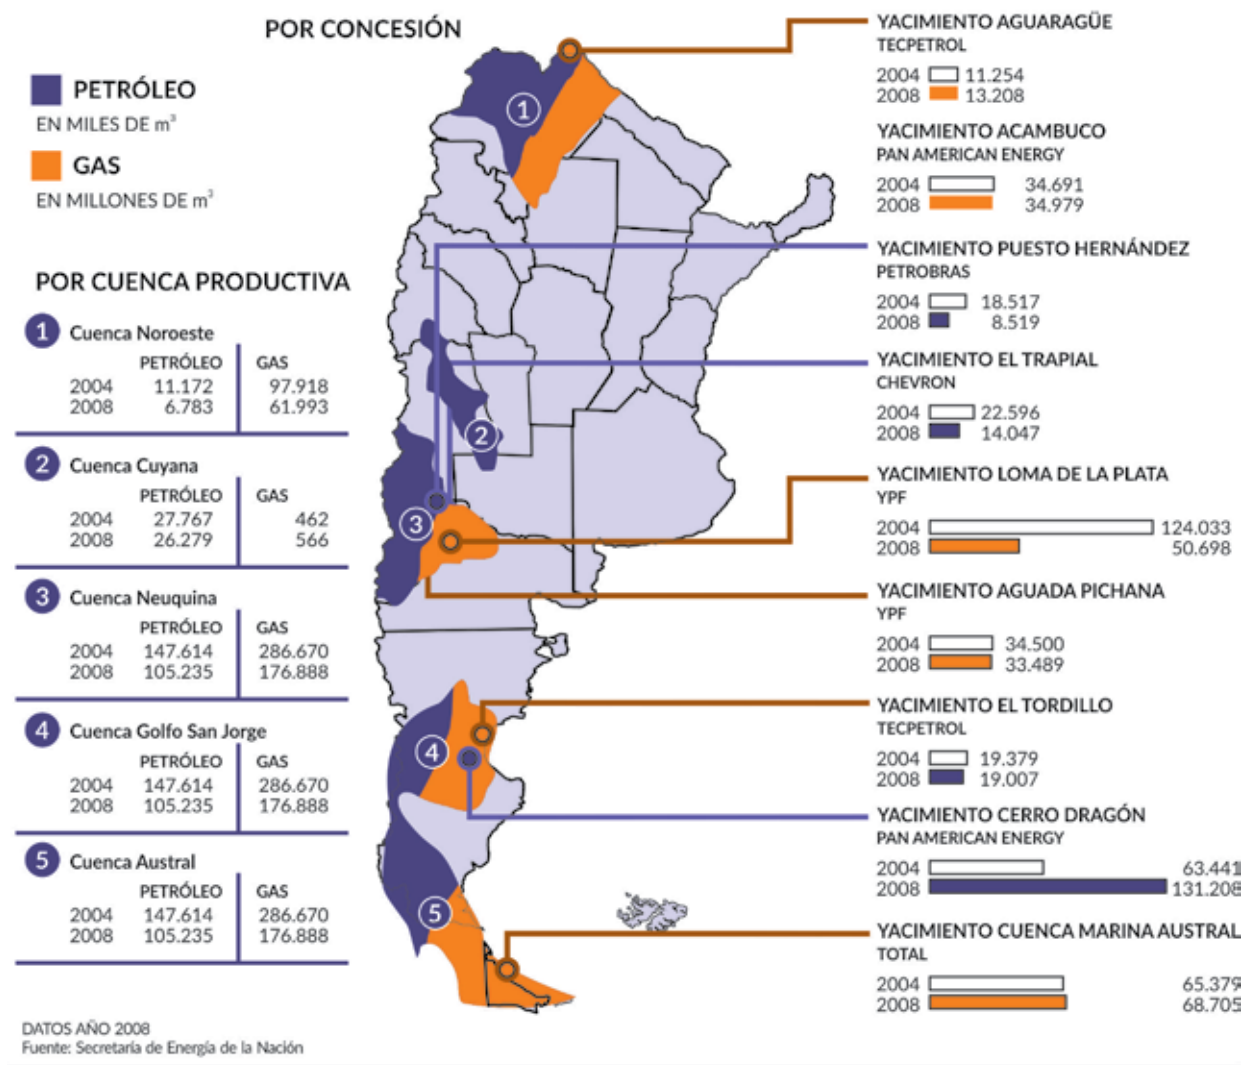 POR CONCESIÓN
PETRÓLEO
EN MILES DE m³
GAS
EN MILLONES DE m³
POR CUENCA PRODUCTIVA
1 Cuenca Noroeste
PETRÓLEO GAS
2004 11.172 97.918
2008 6.783 61.993
2 Cuenca Cuyana
PETRÓLEO GAS
2004 27.767 462
2008 26.279 566
3 Cuenca Neuquina
PETRÓLEO GAS
2004 147.614 286.670
2008 105.235 176.888
4 Cuenca Golfo San Jorge
PETRÓLEO GAS
2004 147.614 286.670
2008 105.235 176.888
5 Cuenca Austral
PETRÓLEO GAS
2004 147.614 286.670
2008 105.235 176.888
DATOS AÑO 2008
Fuente: Secretaría de Energía de la Nación
1
2
3
4
5
YACIMIENTO AGUARAGÜE
TECPETROL
2004 11.254
2008 13.208
YACIMIENTO ACAMBUCO
PAN AMERICAN ENERGY
2004 34.691
2008 34.979
YACIMIENTO PUESTO HERNÁNDEZ
PETROBRAS
2004 18.517
2008 8.519
YACIMIENTO EL TRAPIAL
CHEVRON
2004 22.596
2008 14.047
YACIMIENTO LOMA DE LA PLATA
YPF
2004 124.033
2008 50.698
YACIMIENTO AGUADA PICHANA
YPF
2004 34.500
2008 33.489
YACIMIENTO EL TORDILLO
TECPETROL
2004 19.379
2008 19.007
YACIMIENTO CERRO DRAGÓN
PAN AMERICAN ENERGY
2004 63.441
2008 131.208
YACIMIENTO CUENCA MARINA AUSTRAL
TOTAL
2004 65.379
2008 68.705